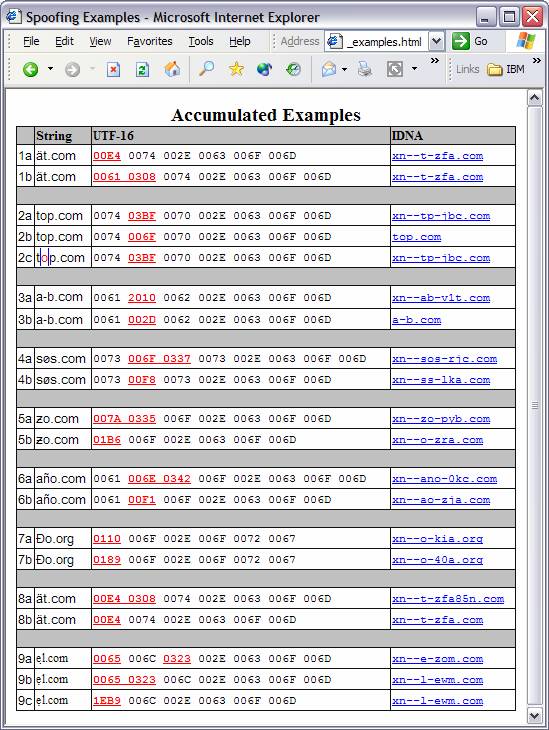 Spoofing Examples - Microsoft Internet Explorer
File Edit View Favorites Tools Help Address _examples.html Go
Links IBM
Accumulated Examples
String UTF-16 IDNA
1a ät.com 00E4 0074 002E 0063 006F 006D xn--t-zfa.com
1b ät.com 0061 0308 0074 002E 0063 006F 006D xn--t-zfa.com
2a tοp.com 0074 03BF 0070 002E 0063 006F 006D xn--tp-jbc.com
2b top.com 0074 006F 0070 002E 0063 006F 006D top.com
2c tοp.com 0074 03BF 0070 002E 0063 006F 006D xn--tp-jbc.com
3a a‐b.com 0061 2010 0062 002E 0063 006F 006D xn--ab-v1t.com
3b a-b.com 0061 002D 0062 002E 0063 006F 006D a-b.com
4a so̷s.com 0073 006F 0337 0073 002E 0063 006F 006D xn--sos-rjc.com
4b søs.com 0073 00F8 0073 002E 0063 006F 006D xn--ss-lka.com
5a z̵o.com 007A 0335 006F 002E 0063 006F 006D xn--zo-pyb.com
5b ƶo.com 01B6 006F 002E 0063 006F 006D xn--o-zra.com
6a an͂o.com 0061 006E 0342 006F 002E 0063 006F 006D xn--ano-0kc.com
6b año.com 0061 00F1 006F 002E 0063 006F 006D xn--ao-zja.com
7a Đo.org 0110 006F 002E 006F 0072 0067 xn--o-kia.org
7b Ɖo.org 0189 006F 002E 006F 0072 0067 xn--o-40a.org
8a ät.com 00E4 0308 0074 002E 0063 006F 006D xn--t-zfa85n.com
8b ät.com 00E4 0074 002E 0063 006F 006D xn--t-zfa.com
9a ẹl.com 0065 006C 0323 002E 0063 006F 006D xn--e-zom.com
9b ẹl.com 0065 0323 006C 002E 0063 006F 006D xn--l-ewm.com
9c ẹl.com 1EB9 006C 002E 0063 006F 006D xn--l-ewm.com